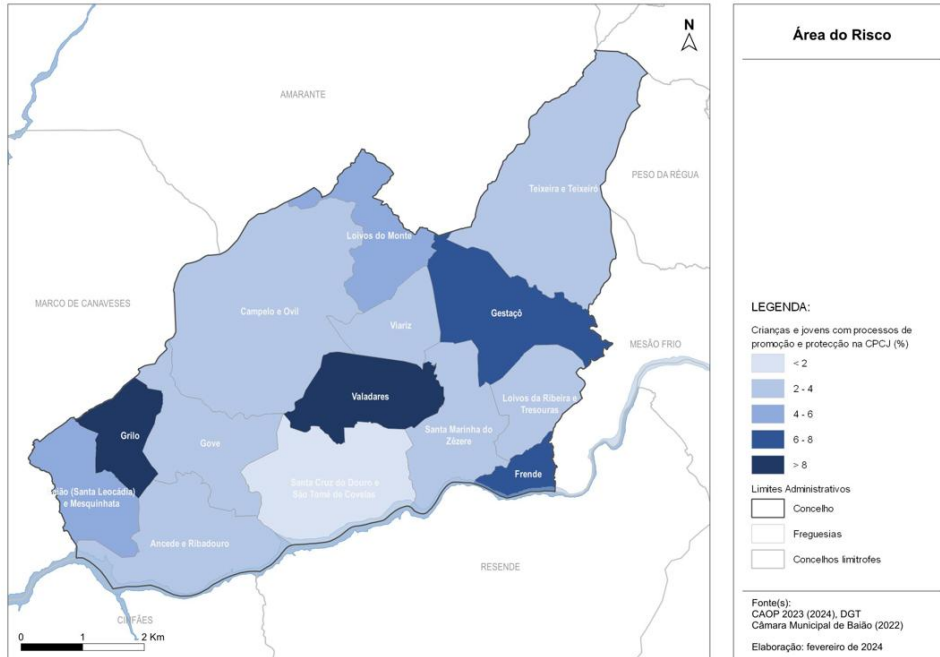 N
AMARANTE
PESO DA RÉGUA
Teixeira e Teixeiró
Loivos do Monte
MARCO DE CANAVESES
Campelo e Ovil
Gestaçô
Viariz
MESÃO FRIO
Valadares
Loivos da Ribeira e
Tresouras
Grilo
Gove
Santa Marinha do
Zêzere
Frende
Santa Cruz do Douro e
São Tomé de Covelas
(Santa Leocádia)
e Mesquinhata
Ancede e Ribadouro
RESENDE
CINFÃES
0 1 2 Km
Área do Risco
LEGENDA:
Crianças e jovens com processos de
promoção e protecção na CPCJ (%)
< 2
2 - 4
4 - 6
6 - 8
> 8
Limites Administrativos
Concelho
Freguesias
Concelhos limitrofes
Fonte(s):
CAOP 2023 (2024), DGT
Câmara Municipal de Baião (2022)
Elaboração: fevereiro de 2024